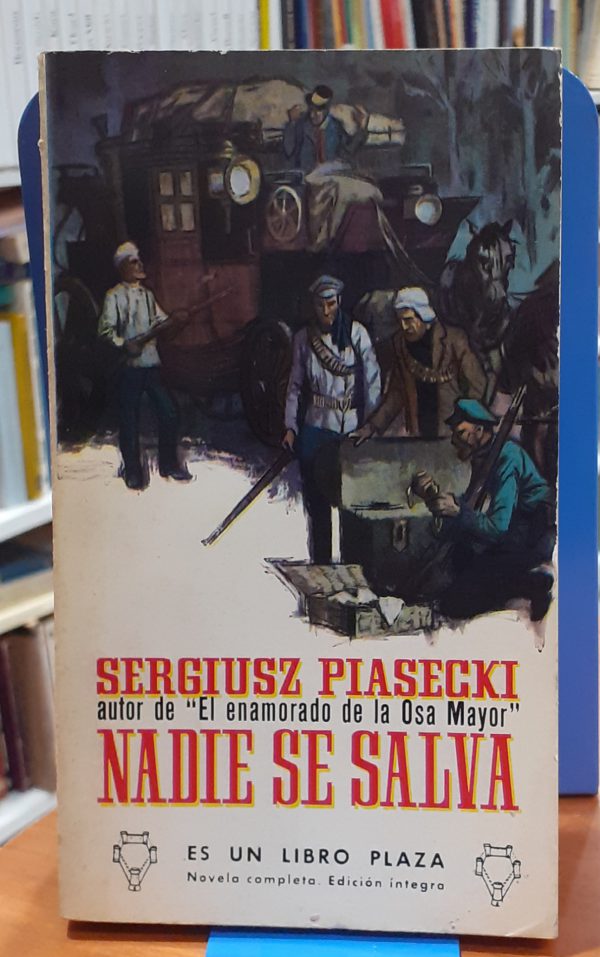 SERGIUSZ PIASECKI
autor de "El enamorado de la Osa Mayor"
NADIE SE SALVA
ES UN LIBRO PLAZA
Novela completa. Edición íntegra